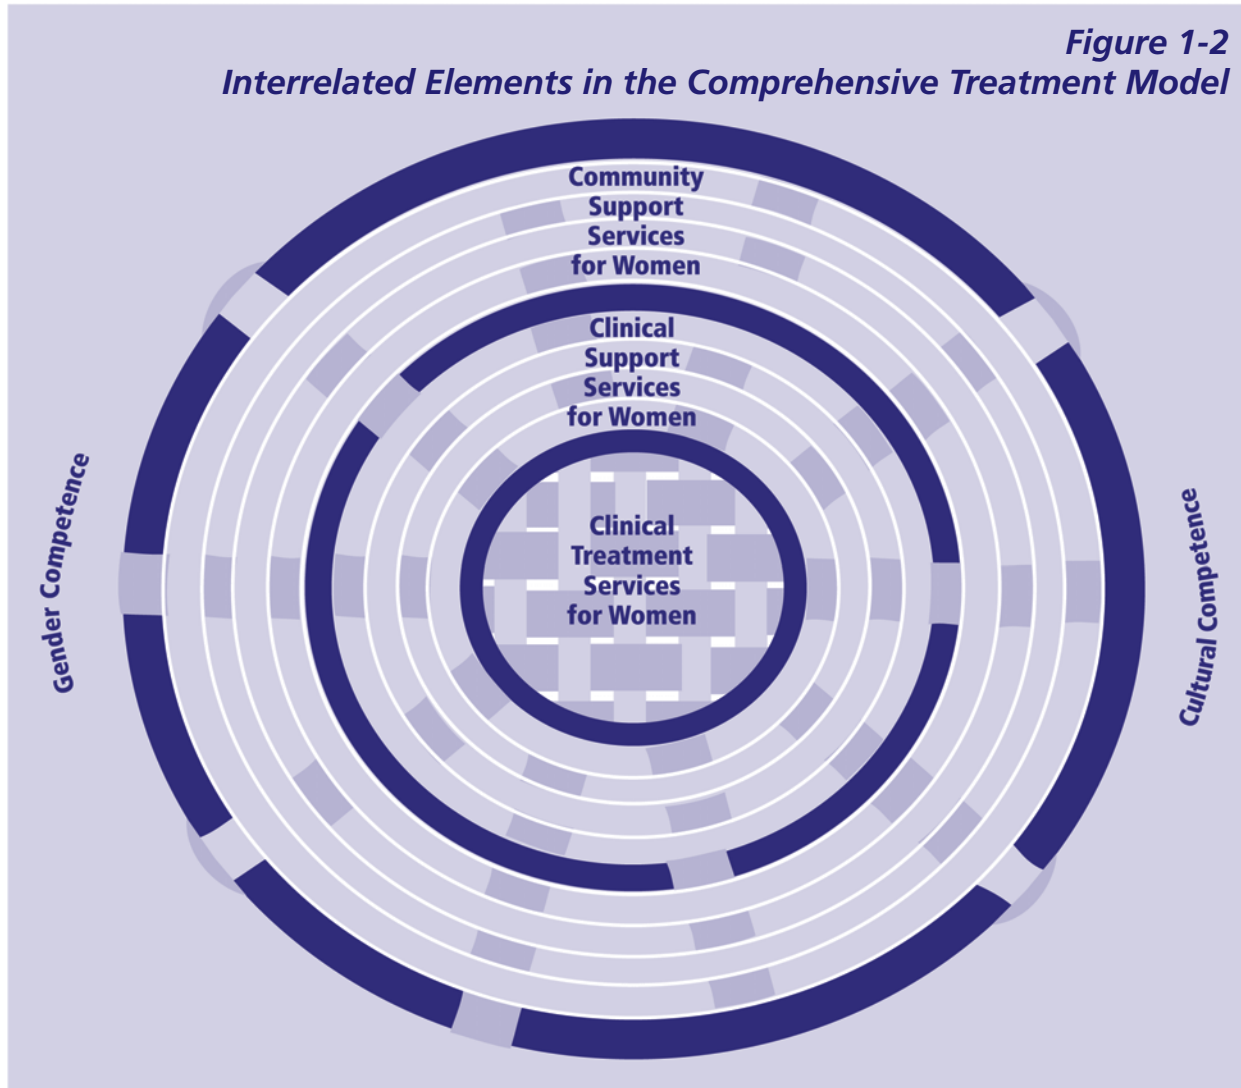 Figure 1-2
Interrelated Elements in the Comprehensive Treatment Model
Community
Support
Services
for Women
Clinical
Support
Services
for Women
Clinical
Treatment
Services
for Women
Gender Competence
Cultural Competence